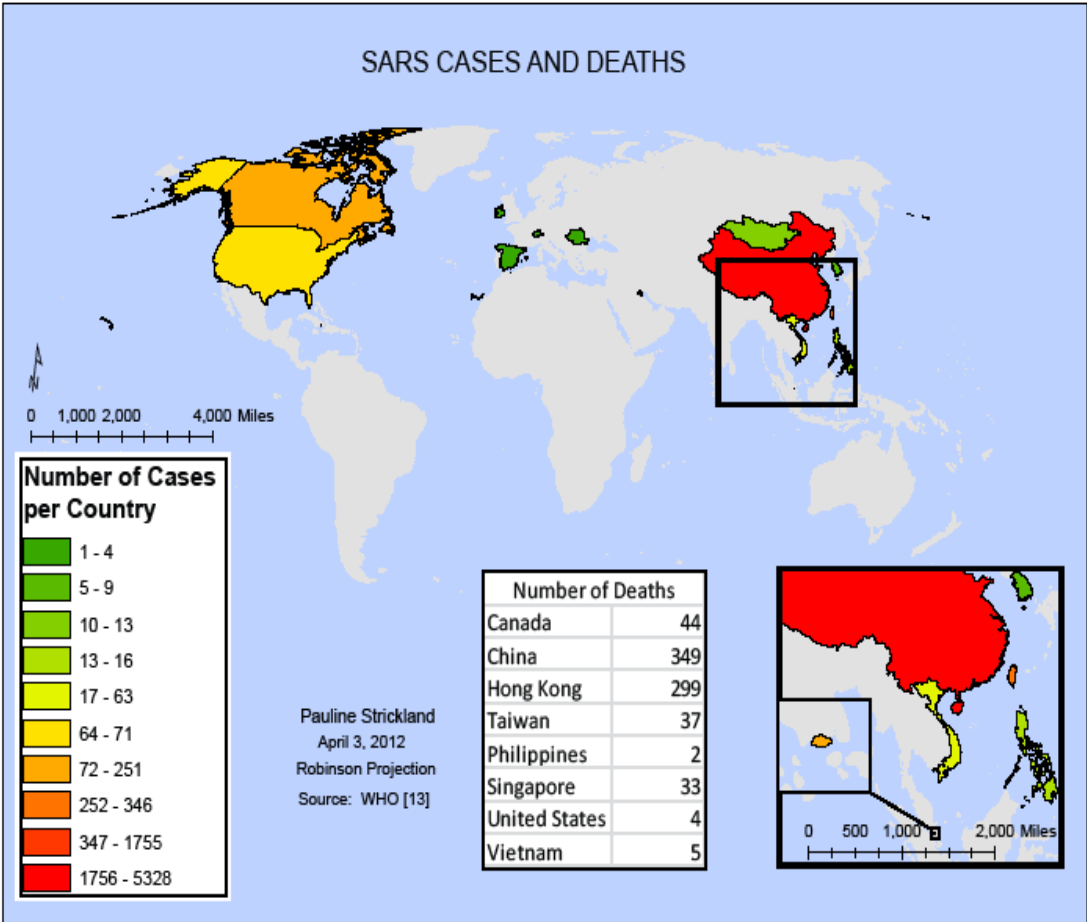 SARS CASES AND DEATHS
0 1,000 2,000 4,000 Miles
Number of Cases
per Country
1 - 4
5 - 9
10 - 13
13 - 16
17 - 63
64 - 71
72 - 251
252 - 346
347 - 1755
1756 - 5328
Pauline Strickland
April 3, 2012
Robinson Projection
Source: WHO [13]
Number of Deaths
Canada 44
China 349
Hong Kong 299
Taiwan 37
Philippines 2
Singapore 33
United States 4
Vietnam 5
0 500 1,000 2,000 Miles